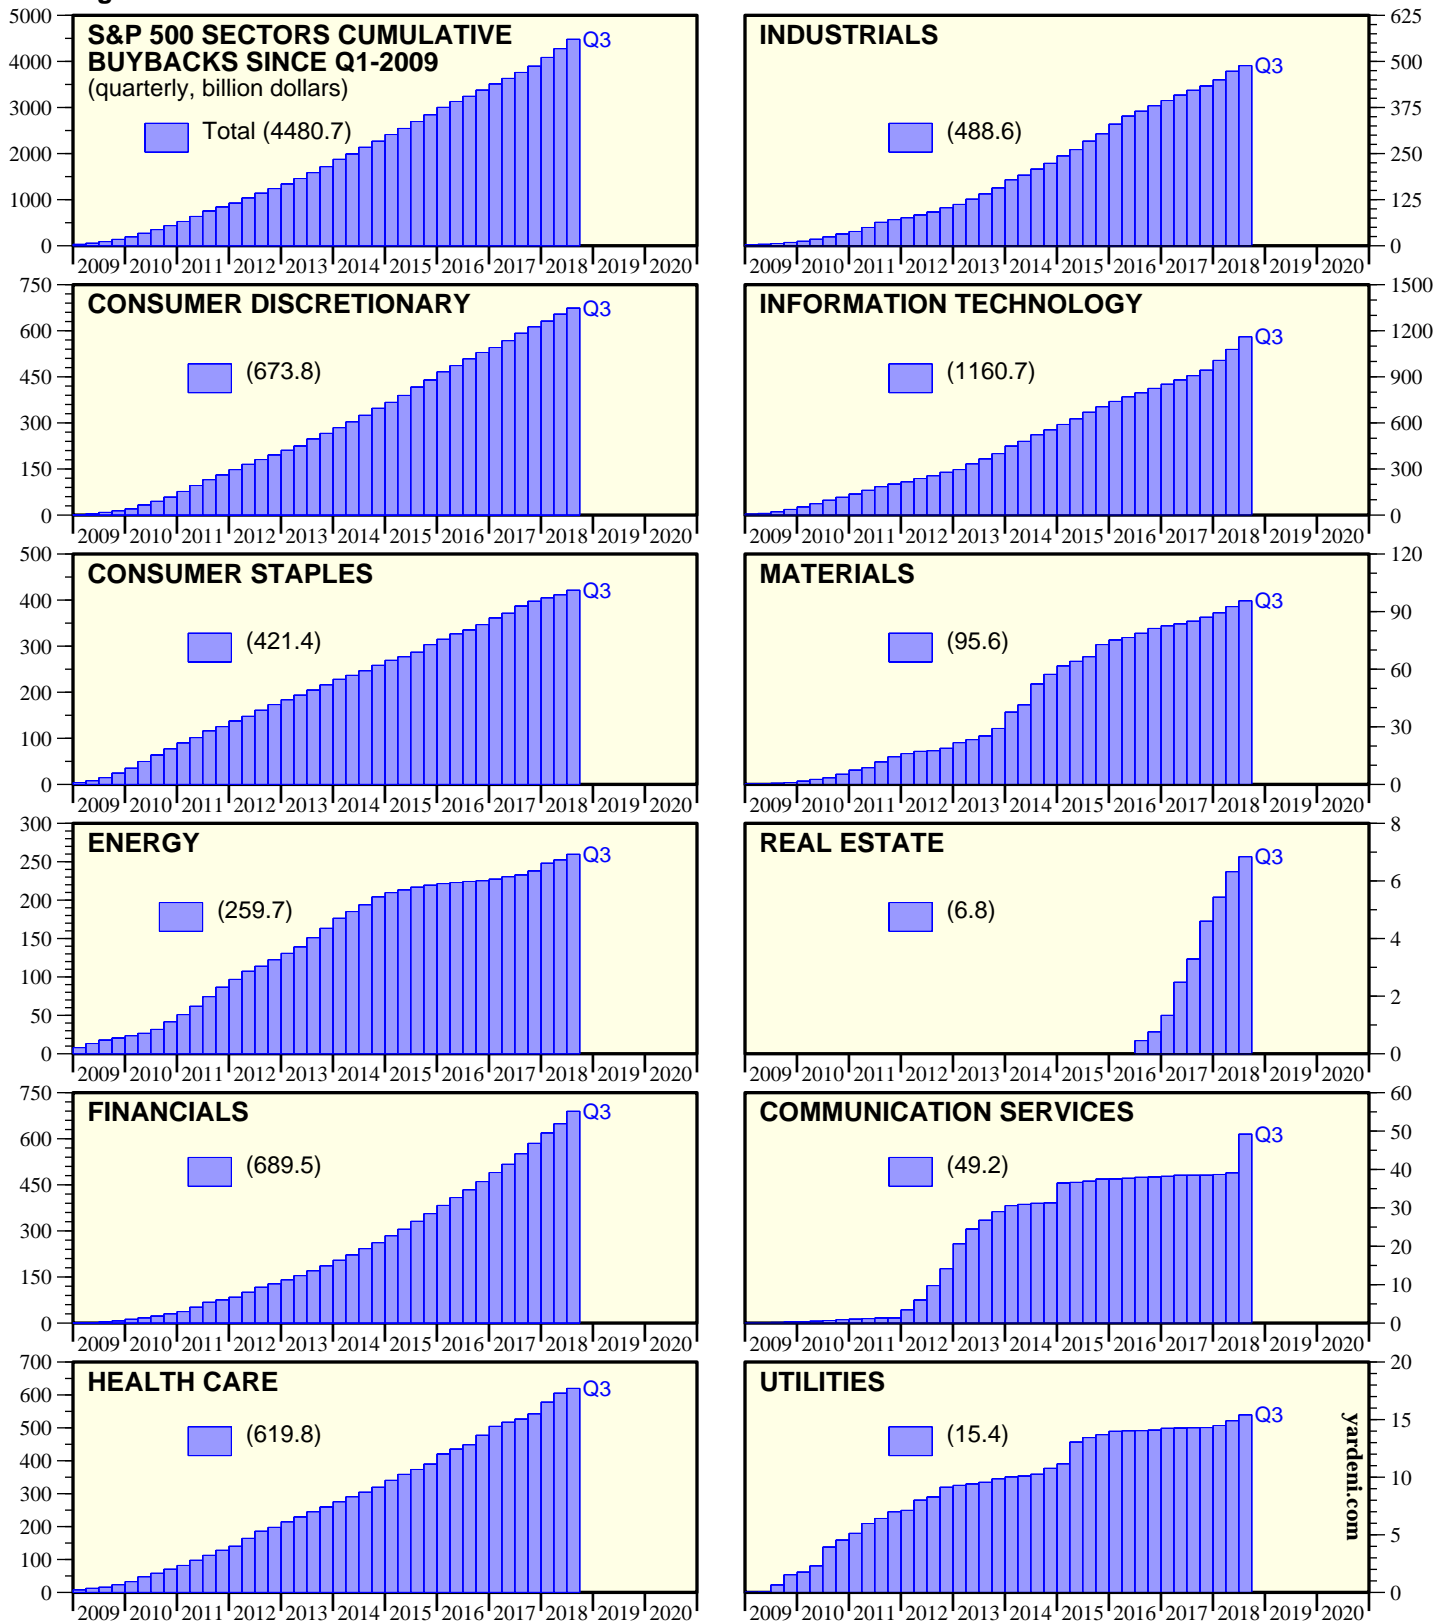 S&P 500 SECTORS CUMULATIVE
BUYBACKS SINCE Q1-2009
(quarterly, billion dollars)
Total (4480.7)
Q3
5000
4000
3000
2000
1000
0
2009 2010 2011 2012 2013 2014 2015 2016 2017 2018 2019 2020
INDUSTRIALS
(488.6)
Q3
625
500
375
250
125
0
2009 2010 2011 2012 2013 2014 2015 2016 2017 2018 2019 2020
CONSUMER DISCRETIONARY
(673.8)
Q3
750
600
450
300
150
0
2009 2010 2011 2012 2013 2014 2015 2016 2017 2018 2019 2020
INFORMATION TECHNOLOGY
(1160.7)
Q3
1500
1200
900
600
300
0
2009 2010 2011 2012 2013 2014 2015 2016 2017 2018 2019 2020
CONSUMER STAPLES
(421.4)
Q3
500
400
300
200
100
0
2009 2010 2011 2012 2013 2014 2015 2016 2017 2018 2019 2020
MATERIALS
(95.6)
Q3
120
90
60
30
0
2009 2010 2011 2012 2013 2014 2015 2016 2017 2018 2019 2020
ENERGY
(259.7)
Q3
300
250
200
150
100
50
0
2009 2010 2011 2012 2013 2014 2015 2016 2017 2018 2019 2020
REAL ESTATE
(6.8)
Q3
8
6
4
2
0
2009 2010 2011 2012 2013 2014 2015 2016 2017 2018 2019 2020
FINANCIALS
(689.5)
Q3
750
600
450
300
150
0
2009 2010 2011 2012 2013 2014 2015 2016 2017 2018 2019 2020
COMMUNICATION SERVICES
(49.2)
Q3
60
50
40
30
20
10
0
2009 2010 2011 2012 2013 2014 2015 2016 2017 2018 2019 2020
HEALTH CARE
(619.8)
Q3
700
600
500
400
300
200
100
0
2009 2010 2011 2012 2013 2014 2015 2016 2017 2018 2019 2020
UTILITIES
(15.4)
Q3
20
15
10
5
0
2009 2010 2011 2012 2013 2014 2015 2016 2017 2018 2019 2020
yardeni.com